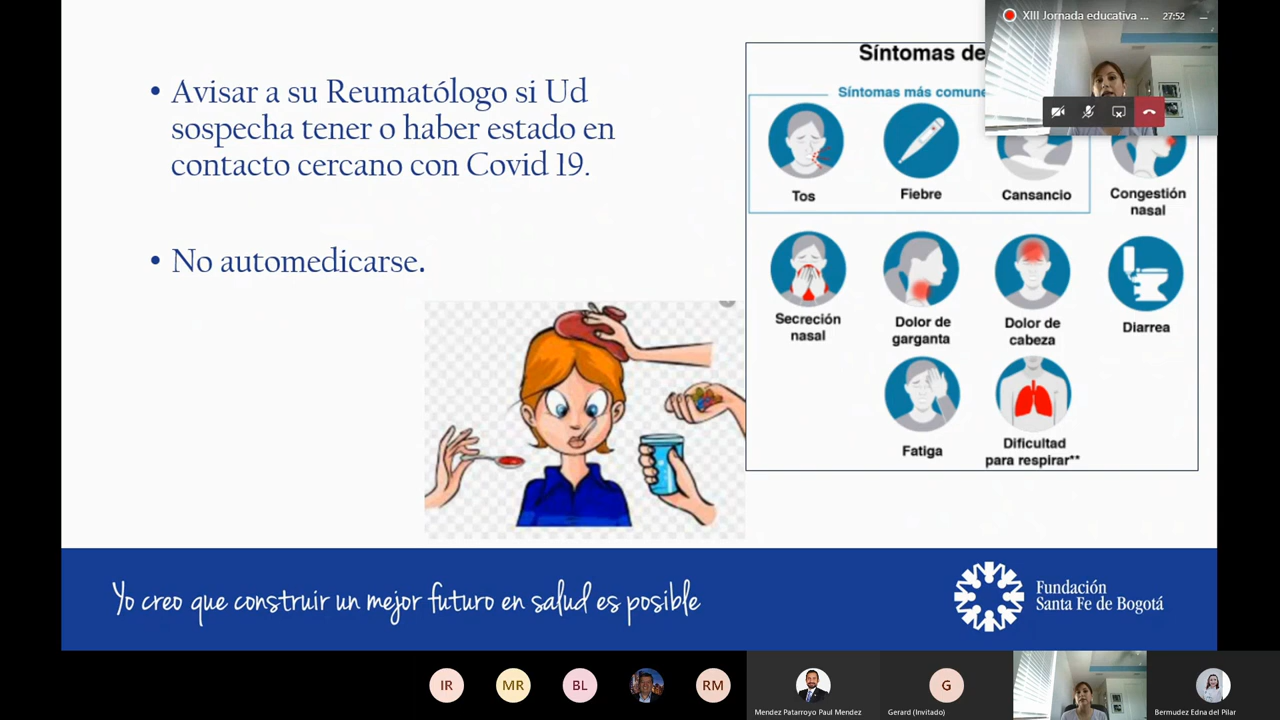 XIII Jornada educativa ...
27:52
• Avisar a su Reumatólogo si Ud
sospecha tener o haber estado en
contacto cercano con Covid 19.
• No automedicarse.
Síntomas de
Síntomas más comune
Tos
Fiebre
Cansancio
Congestión
nasal
Secreción
nasal
Dolor de
garganta
Dolor de
cabeza
Diarrea
Fatiga
Dificultad
para respirar**
Yo creo que construir un mejor futuro en salud es posible
Fundación
Santa Fe de Bogotá
IR
MR
BL
RM
Mendez Patarroyo Paul Mendez
G
Gerard (Invitado)
Bermudez Edna del Pilar